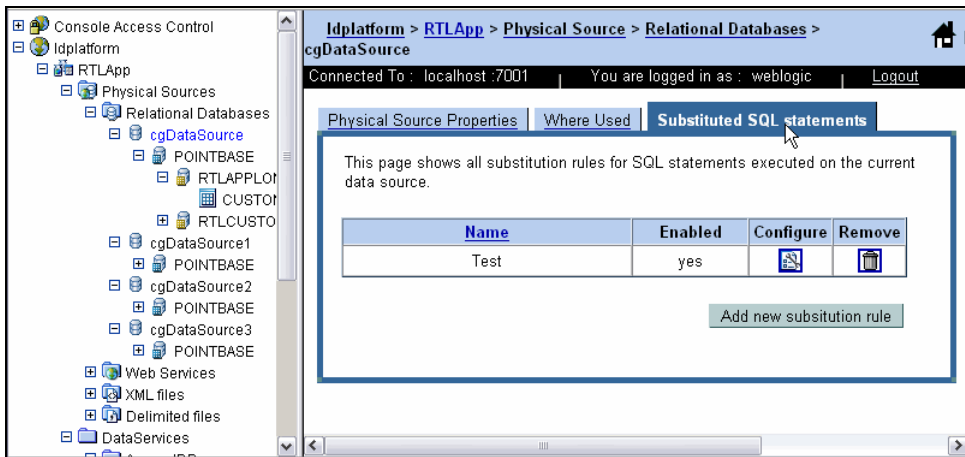 Console Access Control
ldplatform
RTLApp
Physical Sources
Relational Databases
cgDataSource
POINTBASE
RTLAPPLON
CUSTOM
RTLCUSTO
cgDataSource1
POINTBASE
cgDataSource2
POINTBASE
cgDataSource3
POINTBASE
Web Services
XML files
Delimited files
DataServices
ldplatform > RTLApp > Physical Source > Relational Databases >
cgDataSource
Connected To : localhost :7001 You are logged in as : weblogic Logout
Physical Source Properties Where Used Substituted SQL statements
This page shows all substitution rules for SQL statements executed on the current
data source.
Name Enabled Configure Remove
Test yes
Add new subsitution rule